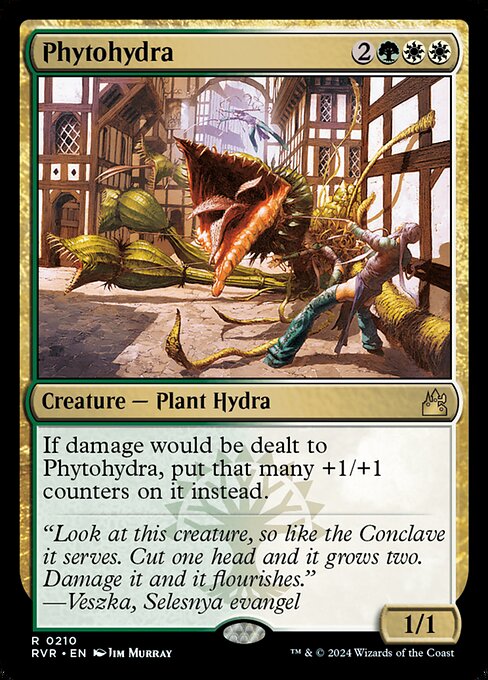 Phytohydra 2
Creature — Plant Hydra
If damage would be dealt to
Phytohydra, put that many +1/+1
counters on it instead.
“Look at this creature, so like the Conclave
it serves. Cut one head and it grows two.
Damage it and it flourishes.”
—Veszka, Selesnya evangel
1/1
R 0210
RVR • EN Jim Murray
™ & © 2024 Wizards of the Coast